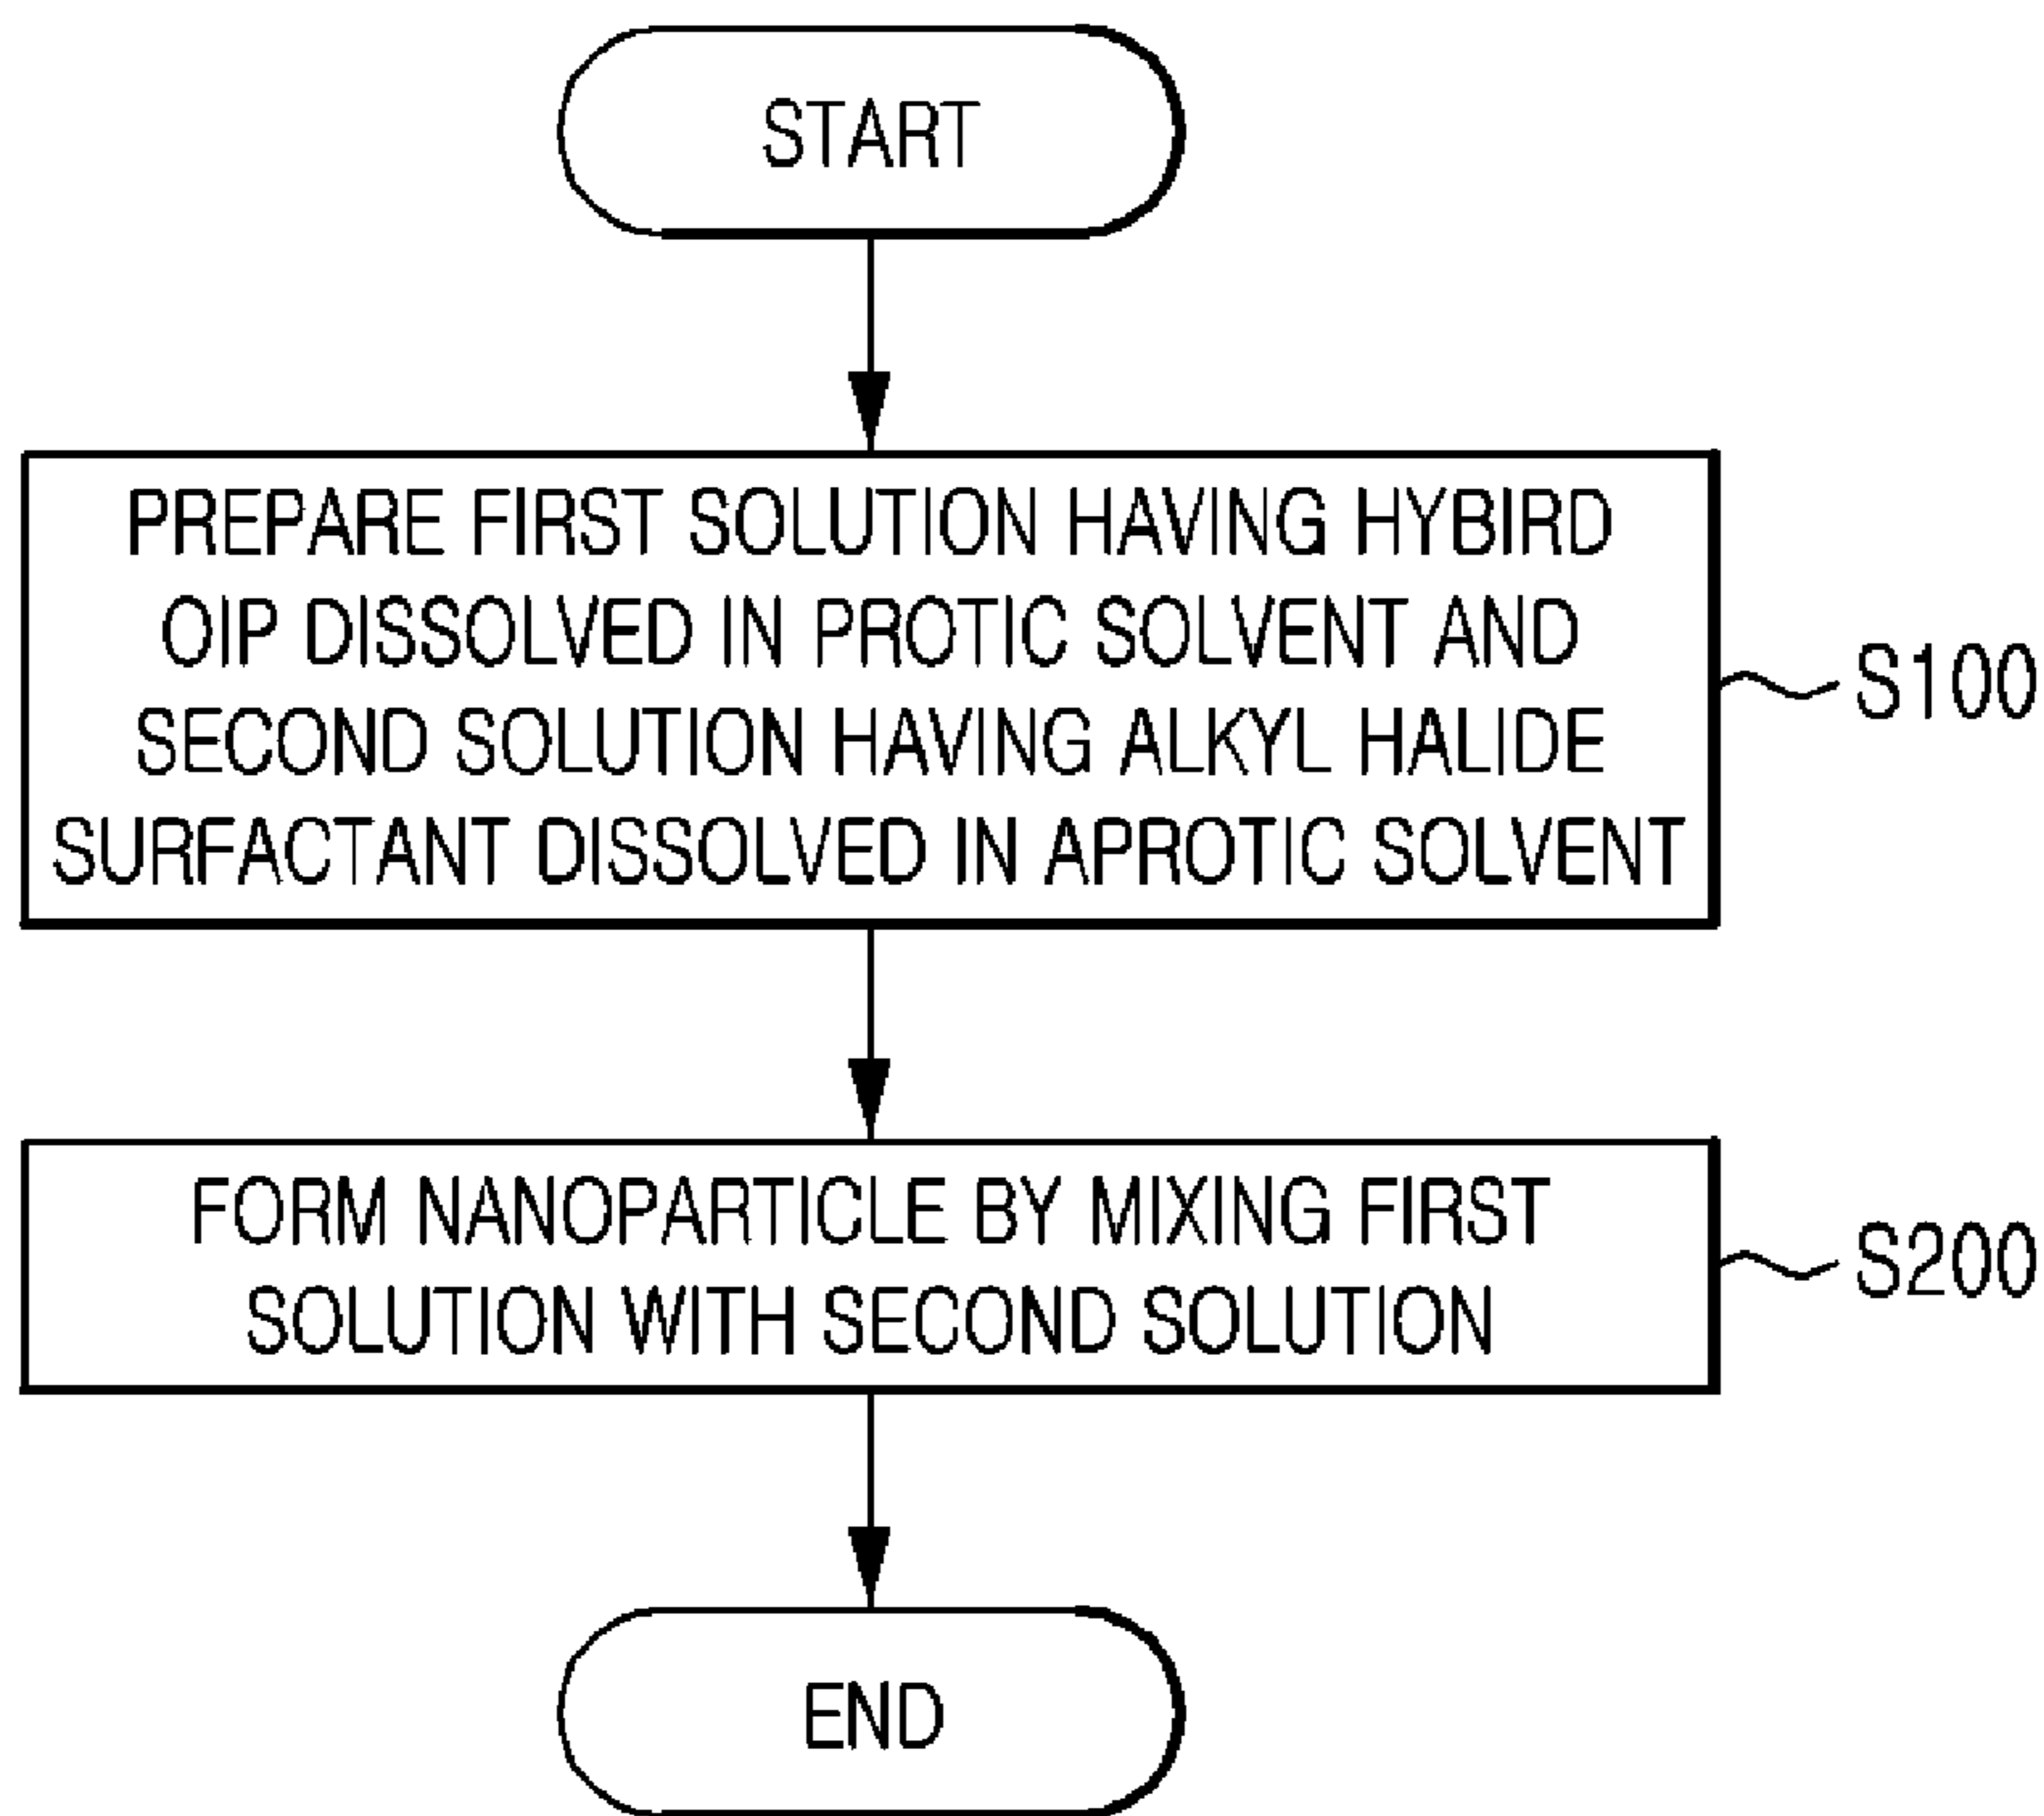 START
PREPARE FIRST SOLUTION HAVING HYBIRD
OIP DISSOLVED IN PROTIC SOLVENT AND
SECOND SOLUTION HAVING ALKYL HALIDE
SURFACTANT DISSOLVED IN APROTIC SOLVENT
S100
FORM NANOPARTICLE BY MIXING FIRST
SOLUTION WITH SECOND SOLUTION
S200
END